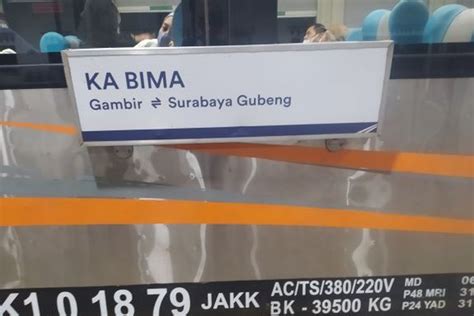 KA BIMA
Gambir ⇌ Surabaya Gubeng
K1 0 18 79 JAKK
AC/TS/380/220V
BK - 39500 KG
MD
P48 MRI
P24 YAD